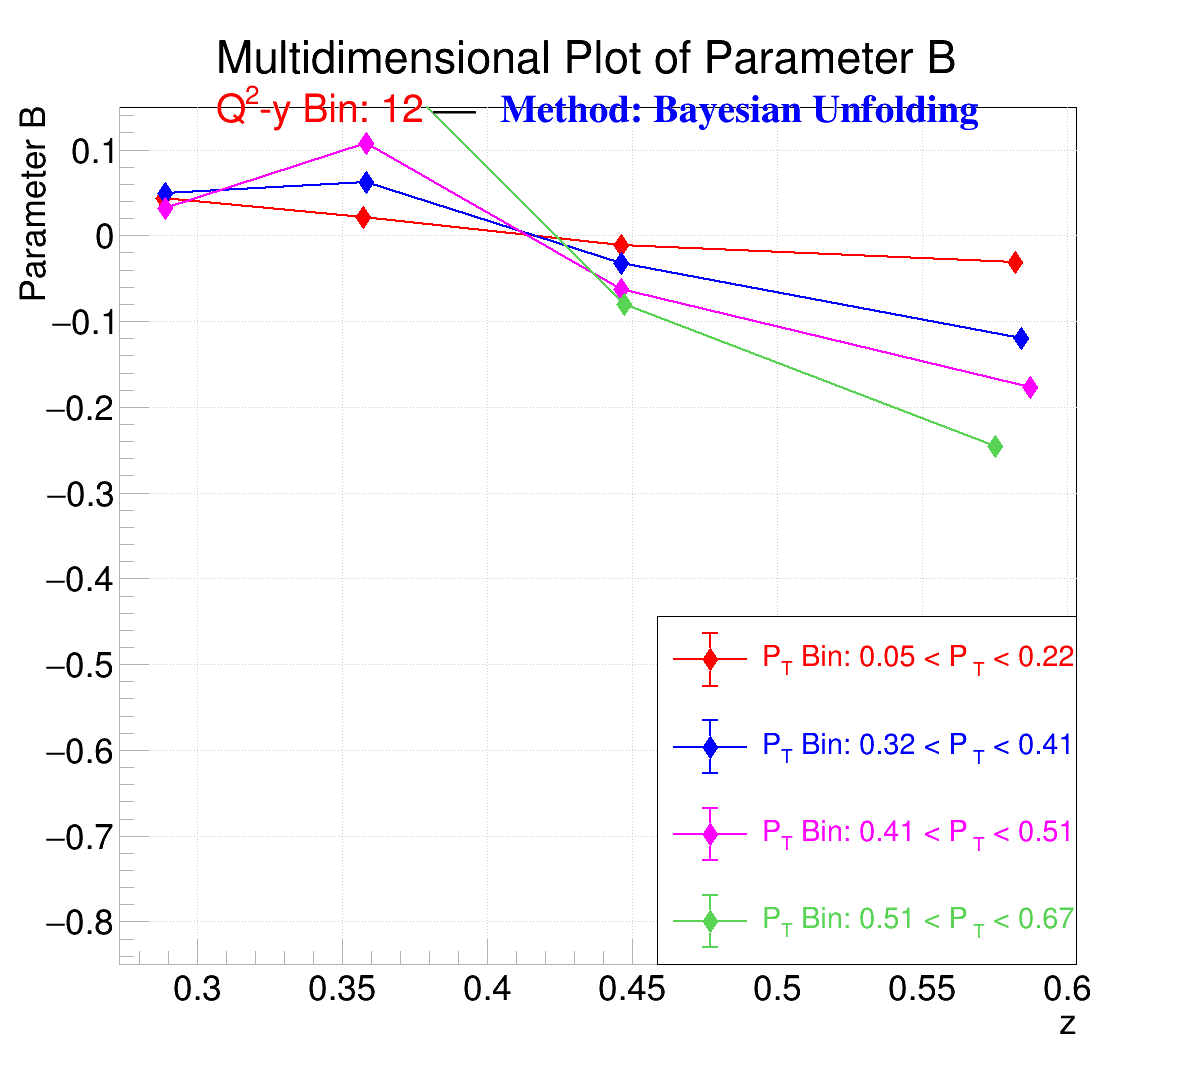 Multidimensional Plot of Parameter B
Q2-y Bin: 12 — Method: Bayesian Unfolding
Parameter B
0.1
0
−0.1
−0.2
−0.3
−0.4
−0.5
−0.6
−0.7
−0.8
PT Bin: 0.05 < PT < 0.22
PT Bin: 0.32 < PT < 0.41
PT Bin: 0.41 < PT < 0.51
PT Bin: 0.51 < PT < 0.67
0.3 0.35 0.4 0.45 0.5 0.55 0.6
z